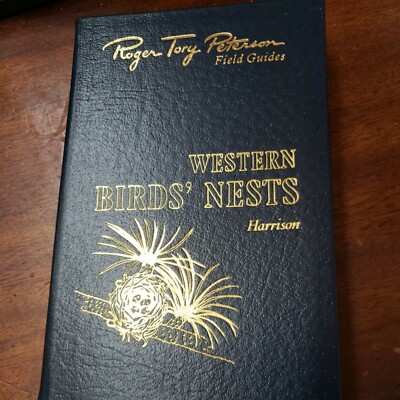 Roger Tory Peterson
Field Guides
WESTERN
BIRDS' NESTS
Harrison